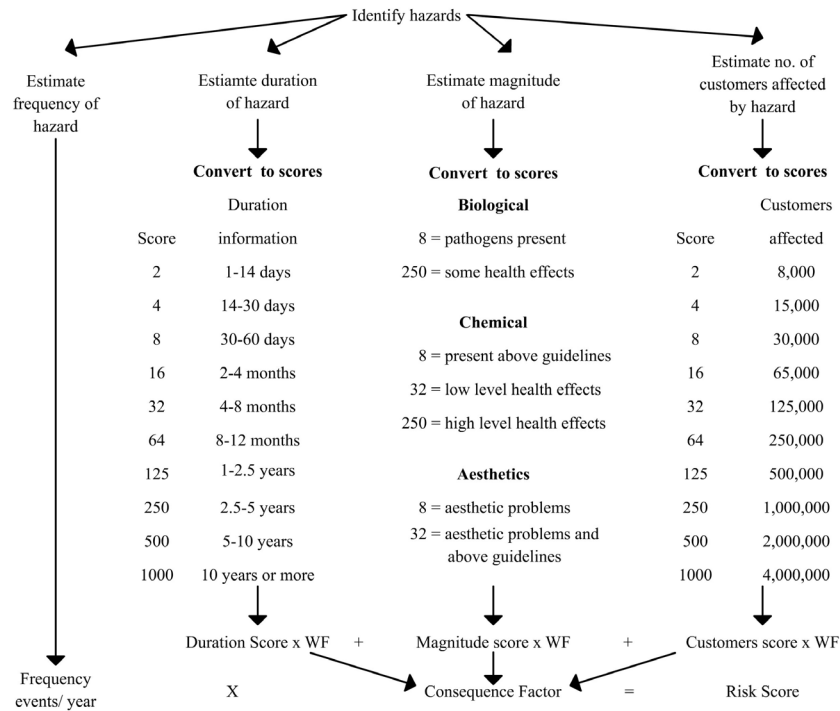 Identify hazards
Estimate
frequency of
hazard
Estiamte duration
of hazard
Estimate magnitude
of hazard
Estimate no. of
customers affected
by hazard
Convert to scores
Duration
Score information
2 1-14 days
4 14-30 days
8 30-60 days
16 2-4 months
32 4-8 months
64 8-12 months
125 1-2.5 years
250 2.5-5 years
500 5-10 years
1000 10 years or more
Convert to scores
Biological
8 = pathogens present
250 = some health effects
Chemical
8 = present above guidelines
32 = low level health effects
250 = high level health effects
Aesthetics
8 = aesthetic problems
32 = aesthetic problems and
above guidelines
Convert to scores
Customers
Score affected
2 8,000
4 15,000
8 30,000
16 65,000
32 125,000
64 250,000
125 500,000
250 1,000,000
500 2,000,000
1000 4,000,000
Duration Score x WF + Magnitude score x WF + Customers score x WF
Frequency
events/ year X Consequence Factor = Risk Score